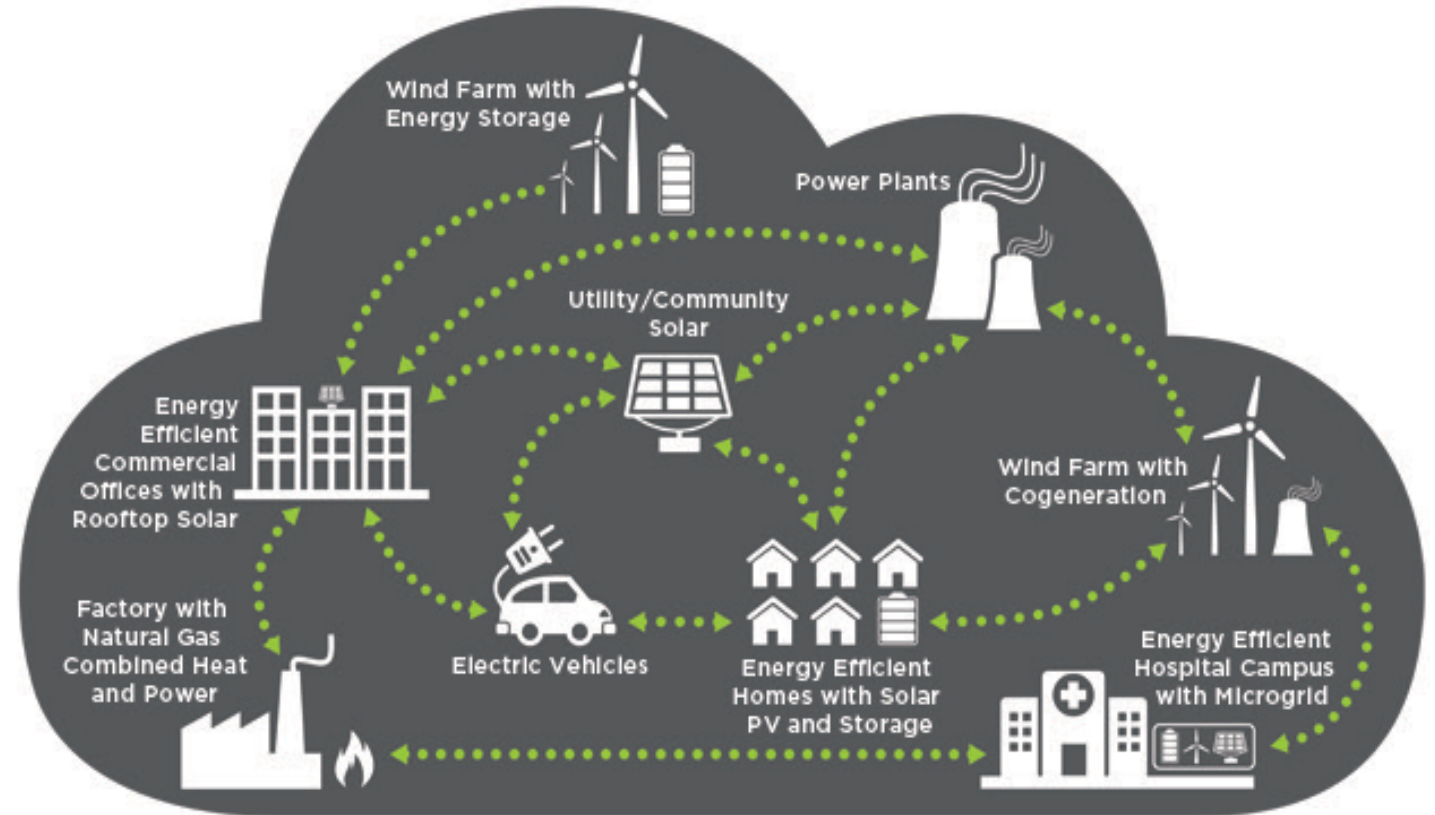 Wind Farm with
Energy Storage
Power Plants
Utility/Community
Solar
Energy
Efficient
Commercial
Offices with
Rooftop Solar
Wind Farm with
Cogeneration
Factory with
Natural Gas
Combined Heat
and Power
Electric Vehicles
Energy Efficient
Homes with Solar
PV and Storage
Energy Efficient
Hospital Campus
with Microgrid